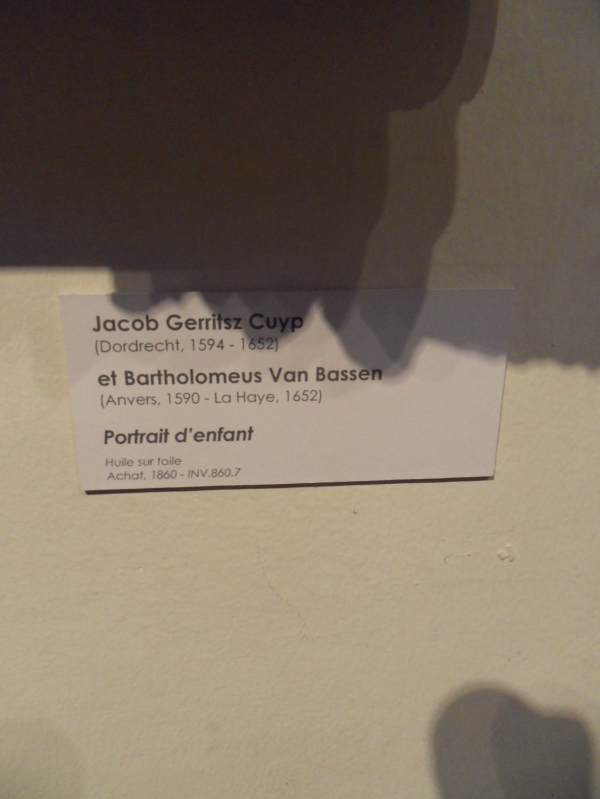 Jacob Gerritsz Cuyp
(Dordrecht, 1594 - 1652)
et Bartholomeus Van Bassen
(Anvers, 1590 - La Haye, 1652)
Portrait d'enfant
Huile sur toile
Achat, 1860 - INV.860.7